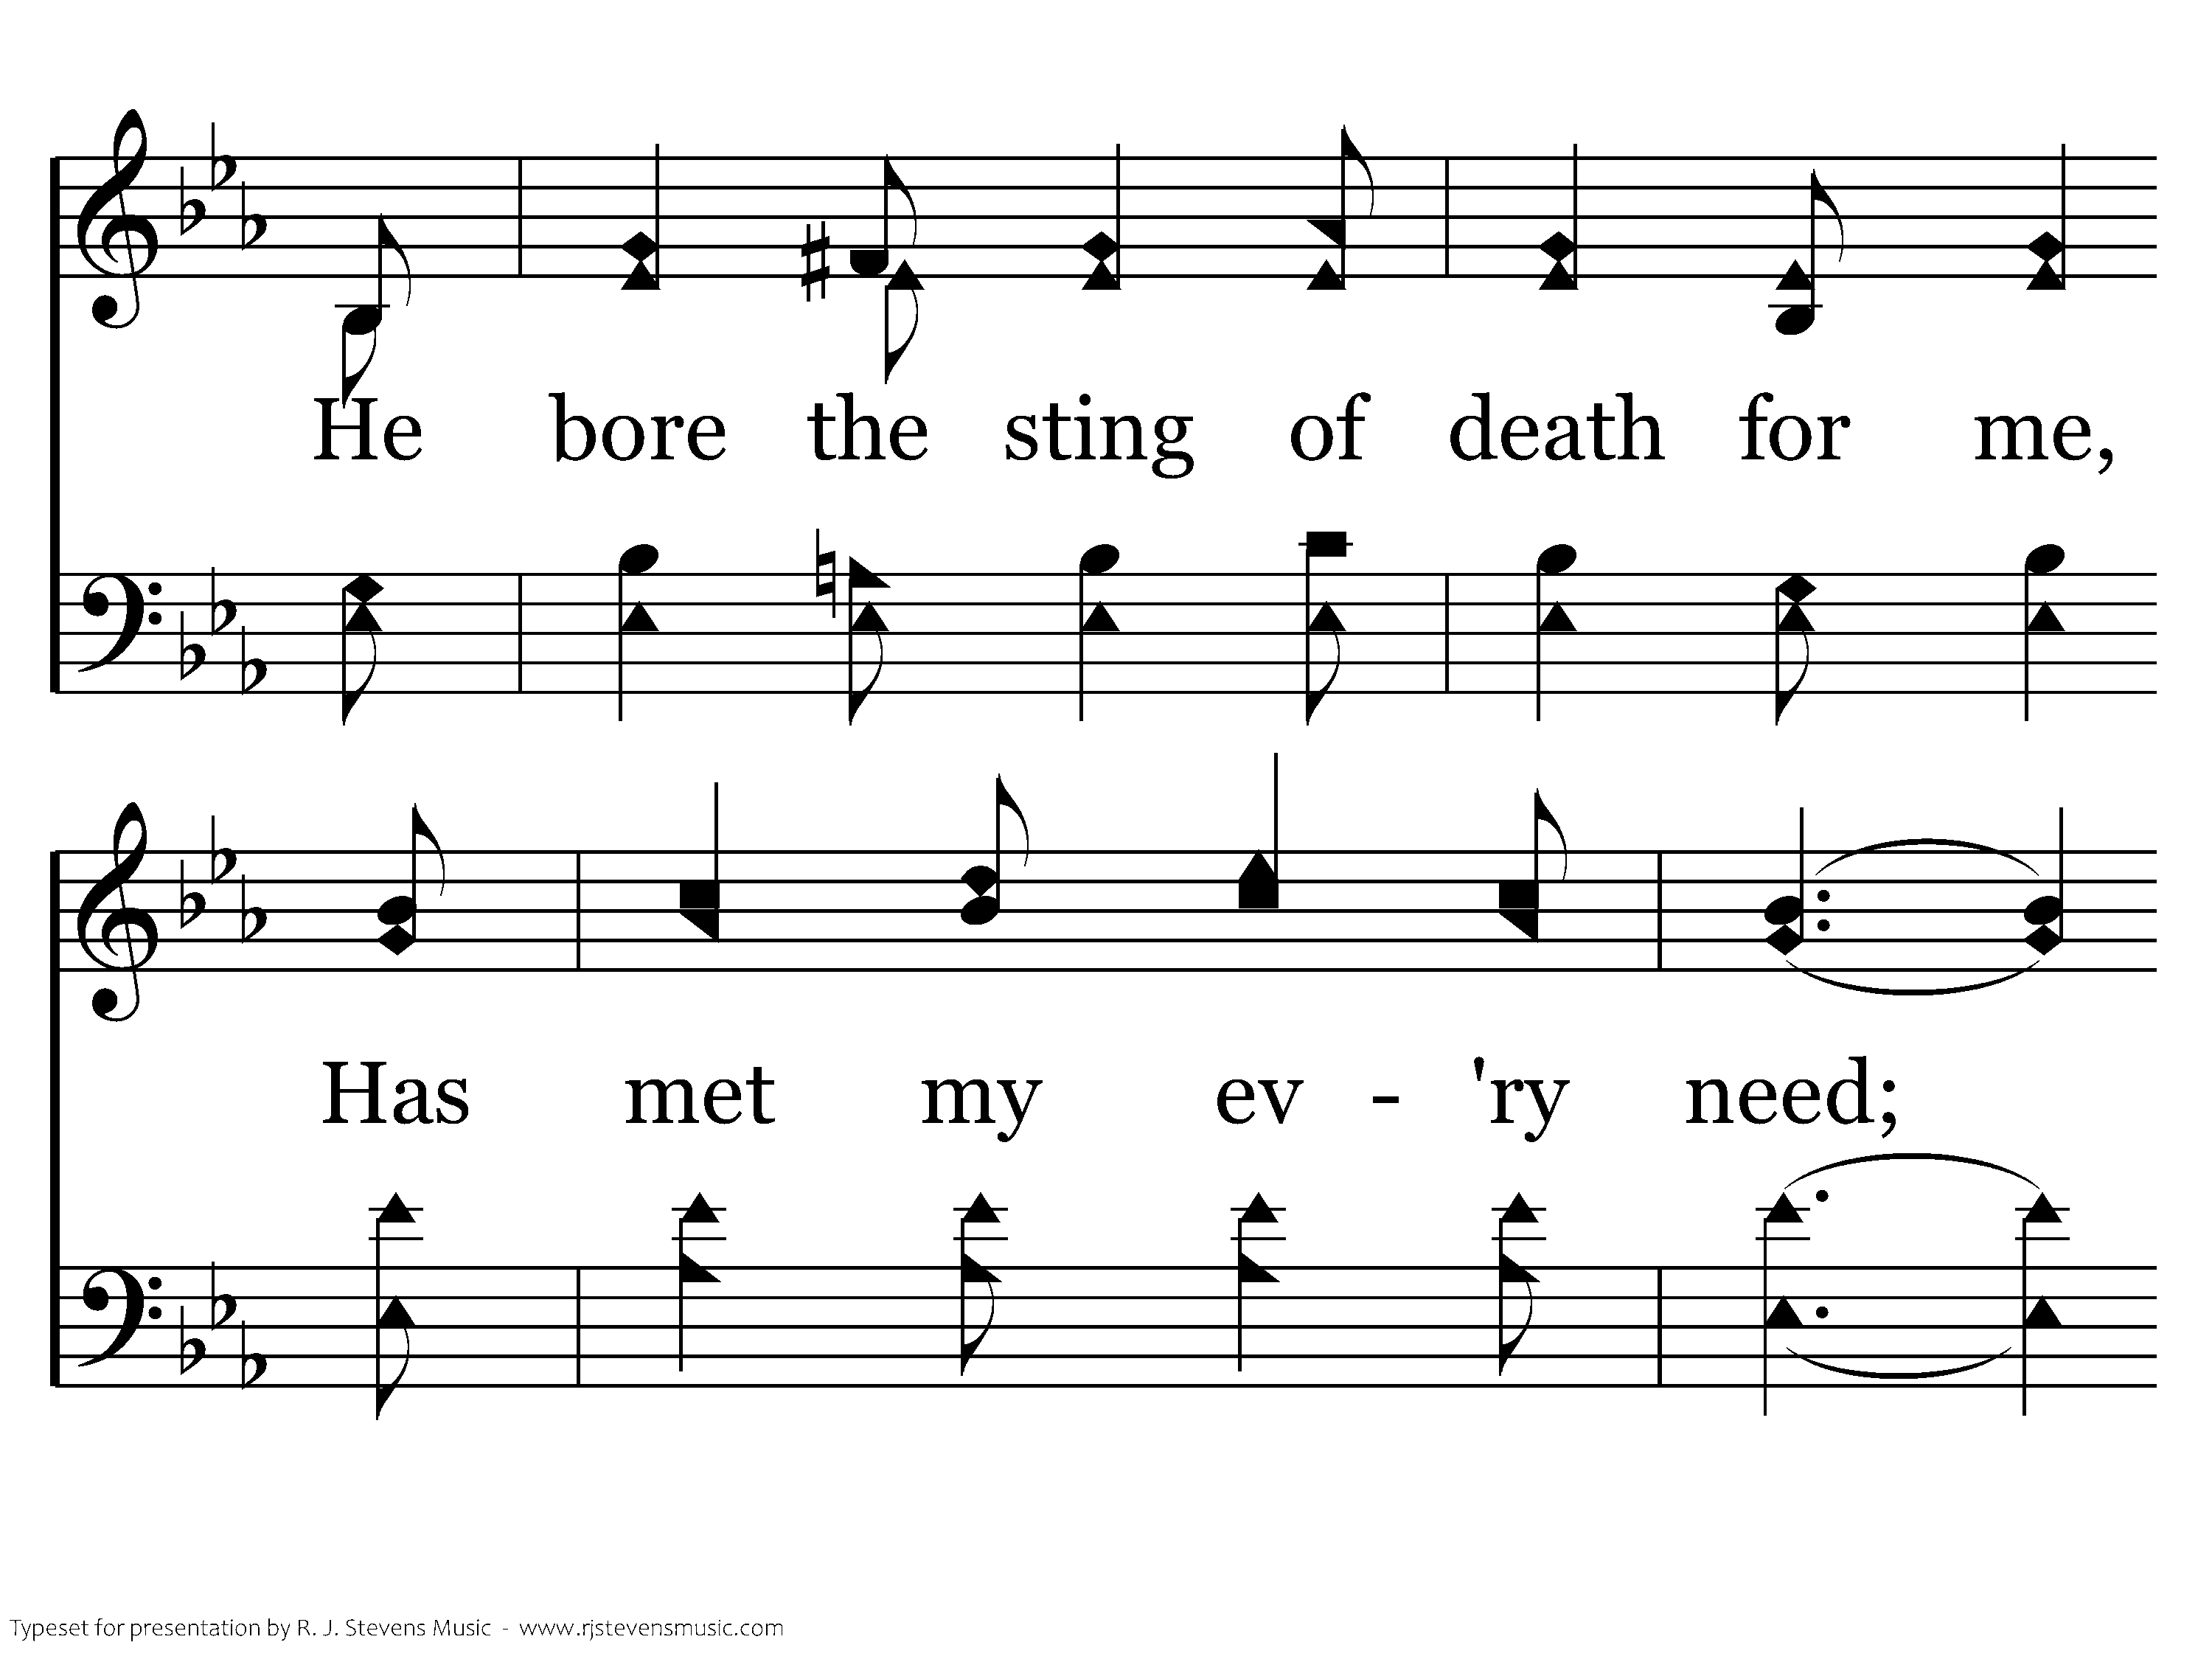 He bore the sting of death for me,
Has met my ev - 'ry need;
Typeset for presentation by R. J. Stevens Music - www.rjstevensmusic.com